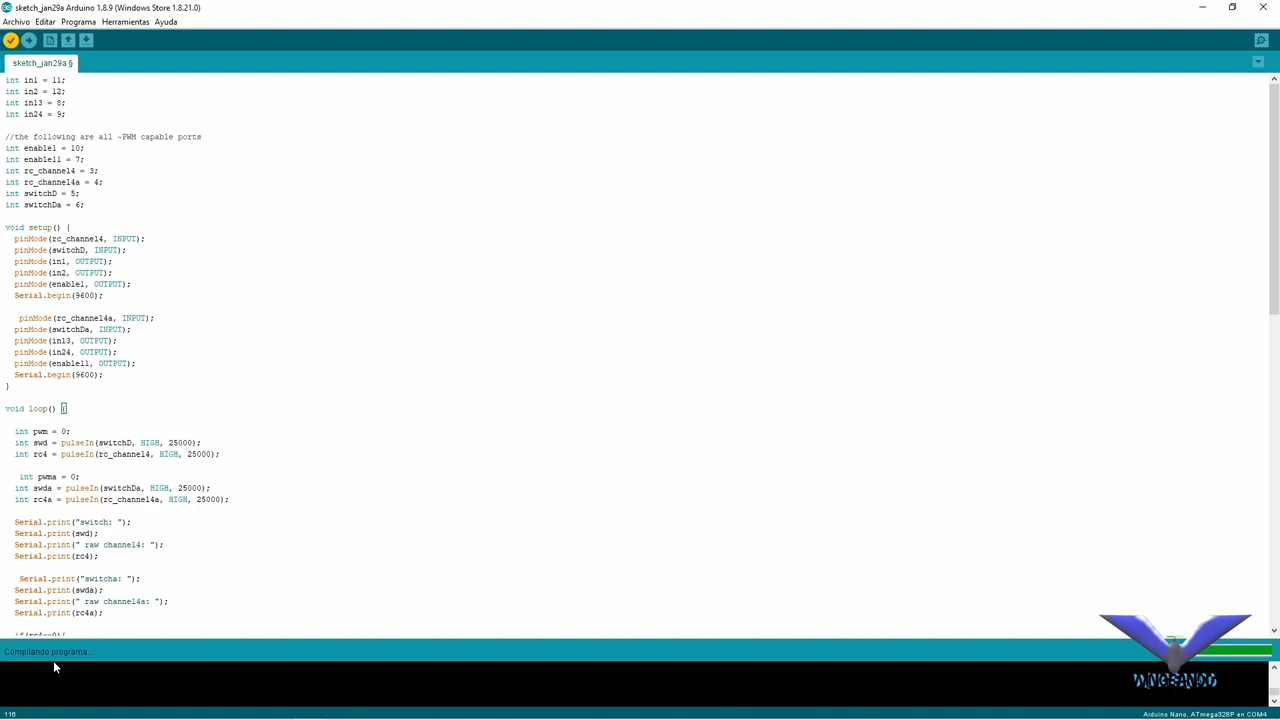 sketch_jan29a Arduino 1.8.9 (Windows Store 1.8.21.0)
Archivo Editar Programa Herramientas Ayuda
sketch_jan29a §
int in1 = 11;
int in2 = 12;
int in13 = 8;
int in24 = 9;
//the following are all ~PWM capable ports
int enable1 = 10;
int enable11 = 7;
int rc_channel4 = 3;
int rc_channel4a = 4;
int switchD = 5;
int switchDa = 6;
void setup() {
pinMode(rc_channel4, INPUT);
pinMode(switchD, INPUT);
pinMode(in1, OUTPUT);
pinMode(in2, OUTPUT);
pinMode(enable1, OUTPUT);
Serial.begin(9600);
pinMode(rc_channel4a, INPUT);
pinMode(switchDa, INPUT);
pinMode(in13, OUTPUT);
pinMode(in24, OUTPUT);
pinMode(enable11, OUTPUT);
Serial.begin(9600);
}
void loop() {
int pwm = 0;
int swd = pulseIn(switchD, HIGH, 25000);
int rc4 = pulseIn(rc_channel4, HIGH, 25000);
int pwma = 0;
int swda = pulseIn(switchDa, HIGH, 25000);
int rc4a = pulseIn(rc_channel4a, HIGH, 25000);
Serial.print("switch: ");
Serial.print(swd);
Serial.print(" raw channel4: ");
Serial.print(rc4);
Serial.print("switcha: ");
Serial.print(swda);
Serial.print(" raw channel4a: ");
Serial.print(rc4a);
if(rc4==0){
Compilando programa...
WINGEANDO
116
Arduino Nano, ATmega328P en COM4